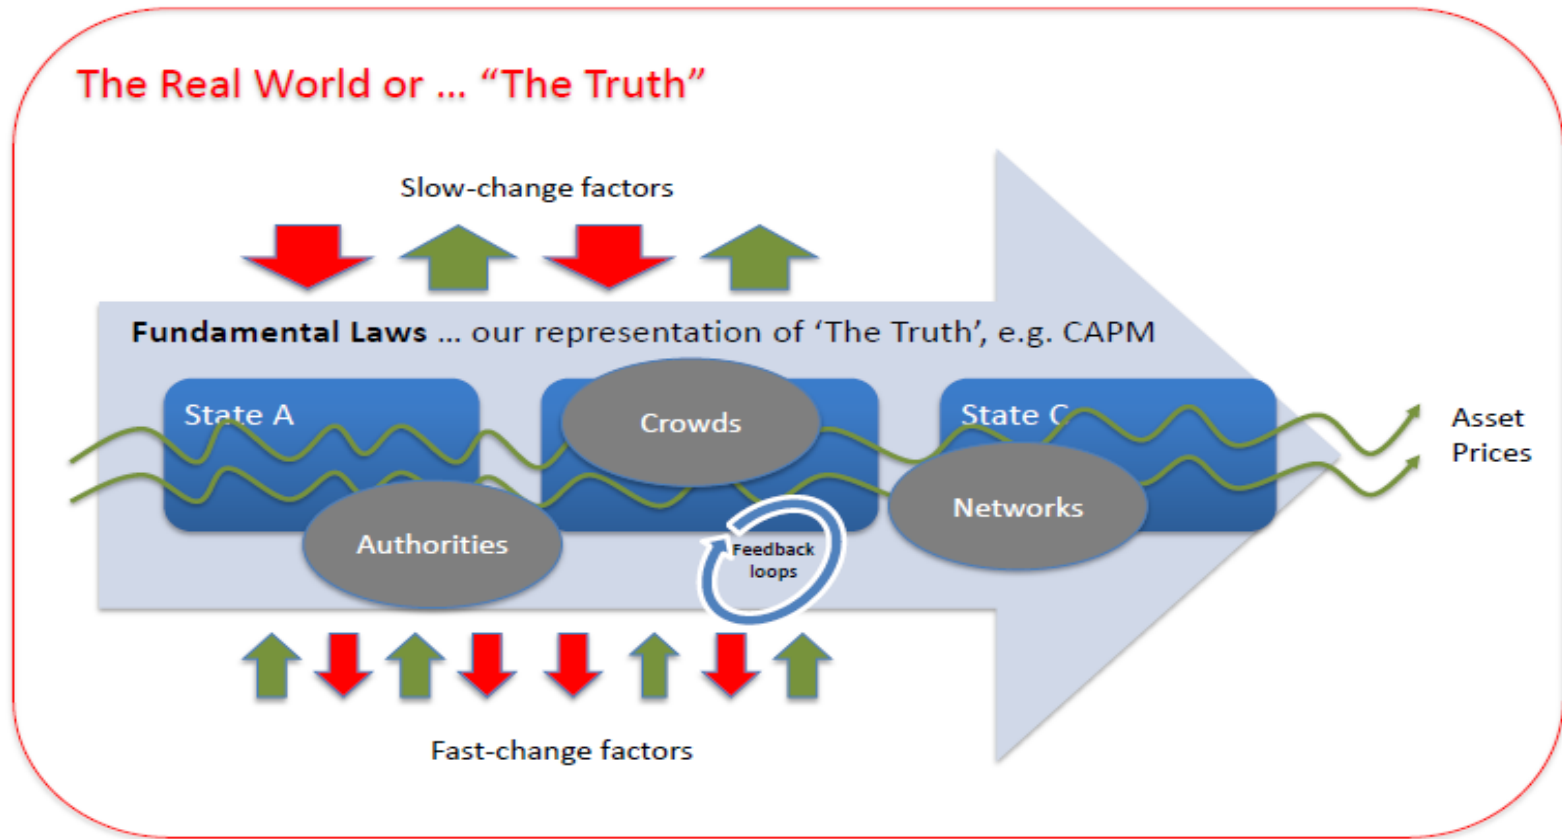 The Real World or … “The Truth”
Slow-change factors
Fundamental Laws … our representation of ‘The Truth’, e.g. CAPM
State A
Crowds
State C
Asset
Prices
Networks
Authorities
Feedback
loops
Fast-change factors